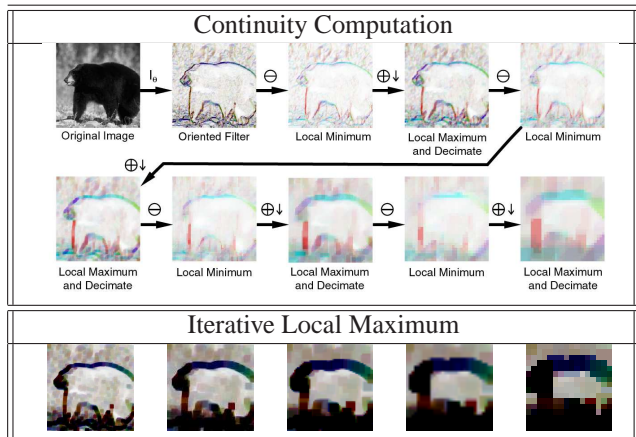 Continuity Computation
I_θ
⊖
⊕↓
⊖
Original Image
Oriented Filter
Local Minimum
Local Maximum
and Decimate
Local Minimum
⊕↓
⊖
⊕↓
⊖
⊕↓
Local Maximum
and Decimate
Local Minimum
Local Maximum
and Decimate
Local Minimum
Local Maximum
and Decimate
Iterative Local Maximum